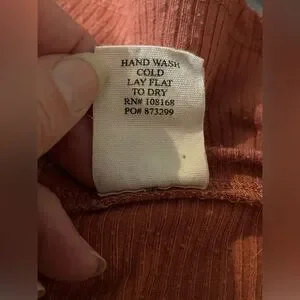 HAND WASH
COLD
LAY FLAT
TO DRY
RN# 108168
PO# 873299